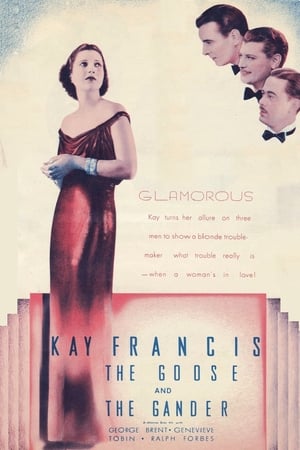 GLAMOROUS
Kay turns her allure on three
men to show a blonde trouble-
maker what trouble really is
—when a woman's in love!
KAY FRANCIS
THE GOOSE
AND
THE GANDER
GEORGE BRENT · GENEVIEVE
TOBIN · RALPH FORBES